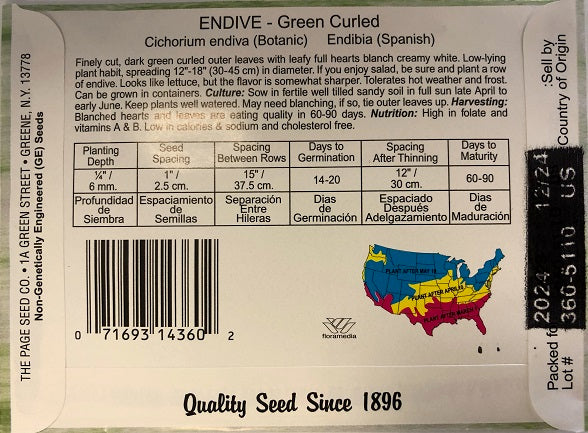 ENDIVE - Green Curled
Cichorium endiva (Botanic) Endibia (Spanish)
Finely cut, dark green curled outer leaves with leafy full hearts blanch creamy white. Low-lying
plant habit, spreading 12"-18" (30-45 cm) in diameter. If you enjoy salad, be sure and plant a row
of endive. Looks like lettuce, but the flavor is somewhat sharper. Tolerates hot weather and frost.
Can be grown in containers. Culture: Sow in fertile well tilled sandy soil in full sun late April to
early June. Keep plants well watered. May need blanching, if so, tie outer leaves up. Harvesting:
Blanched hearts and leaves are eating quality in 60-90 days. Nutrition: High in folate and
vitamins A & B. Low in calories & sodium and cholesterol free.
Planting Depth Seed Spacing Spacing Between Rows Days to Germination Spacing After Thinning Days to Maturity
¼" / 6 mm. 1" / 2.5 cm. 15" / 37.5 cm. 14-20 12" / 30 cm. 60-90
Profundidad de Siembra Espaciamiento de Semillas Separación Entre Hileras Dias de Germinación Espaciado Después Adelgazamiento Dias de Maduración
0 71693 14360 2
floramedia
PLANT AFTER MAY 10
PLANT AFTER APRIL 15
PLANT AFTER MARCH 1
Quality Seed Since 1896
THE PAGE SEED CO. • 1A GREEN STREET • GREENE, N.Y. 13778
Non-Genetically Engineered (GE) Seeds
:Sell by
Country of Origin
12/24
US
2024
360-5110
Packed fo
Lot #